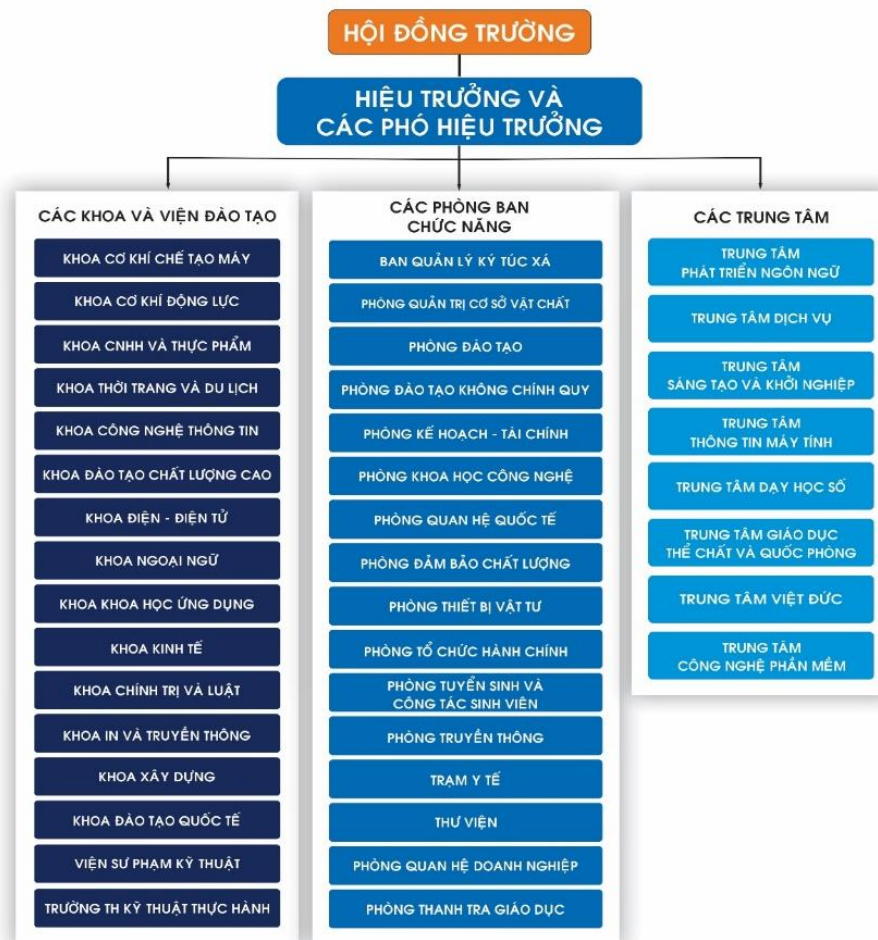 HỘI ĐỒNG TRƯỜNG
HIỆU TRƯỞNG VÀ
CÁC PHÓ HIỆU TRƯỞNG
CÁC KHOA VÀ VIỆN ĐÀO TẠO
KHOA CƠ KHÍ CHẾ TẠO MÁY
KHOA CƠ KHÍ ĐỘNG LỰC
KHOA CNHH VÀ THỰC PHẨM
KHOA THỜI TRANG VÀ DU LỊCH
KHOA CÔNG NGHỆ THÔNG TIN
KHOA ĐÀO TẠO CHẤT LƯỢNG CAO
KHOA ĐIỆN - ĐIỆN TỬ
KHOA NGOẠI NGỮ
KHOA KHOA HỌC ỨNG DỤNG
KHOA KINH TẾ
KHOA CHÍNH TRỊ VÀ LUẬT
KHOA IN VÀ TRUYỀN THÔNG
KHOA XÂY DỰNG
KHOA ĐÀO TẠO QUỐC TẾ
VIỆN SƯ PHẠM KỸ THUẬT
TRƯỜNG TH KỸ THUẬT THỰC HÀNH
CÁC PHÒNG BAN
CHỨC NĂNG
BAN QUẢN LÝ KÝ TÚC XÁ
PHÒNG QUẢN TRỊ CƠ SỞ VẬT CHẤT
PHÒNG ĐÀO TẠO
PHÒNG ĐÀO TẠO KHÔNG CHÍNH QUY
PHÒNG KẾ HOẠCH - TÀI CHÍNH
PHÒNG KHOA HỌC CÔNG NGHỆ
PHÒNG QUAN HỆ QUỐC TẾ
PHÒNG ĐẢM BẢO CHẤT LƯỢNG
PHÒNG THIẾT BỊ VẬT TƯ
PHÒNG TỔ CHỨC HÀNH CHÍNH
PHÒNG TUYỂN SINH VÀ
CÔNG TÁC SINH VIÊN
PHÒNG TRUYỀN THÔNG
TRẠM Y TẾ
THƯ VIỆN
PHÒNG QUAN HỆ DOANH NGHIỆP
PHÒNG THANH TRA GIÁO DỤC
CÁC TRUNG TÂM
TRUNG TÂM
PHÁT TRIỂN NGÔN NGỮ
TRUNG TÂM DỊCH VỤ
TRUNG TÂM
SÁNG TẠO VÀ KHỞI NGHIỆP
TRUNG TÂM
THÔNG TIN MÁY TÍNH
TRUNG TÂM DẠY HỌC SỐ
TRUNG TÂM GIÁO DỤC
THỂ CHẤT VÀ QUỐC PHÒNG
TRUNG TÂM VIỆT ĐỨC
TRUNG TÂM
CÔNG NGHỆ PHẦN MỀM